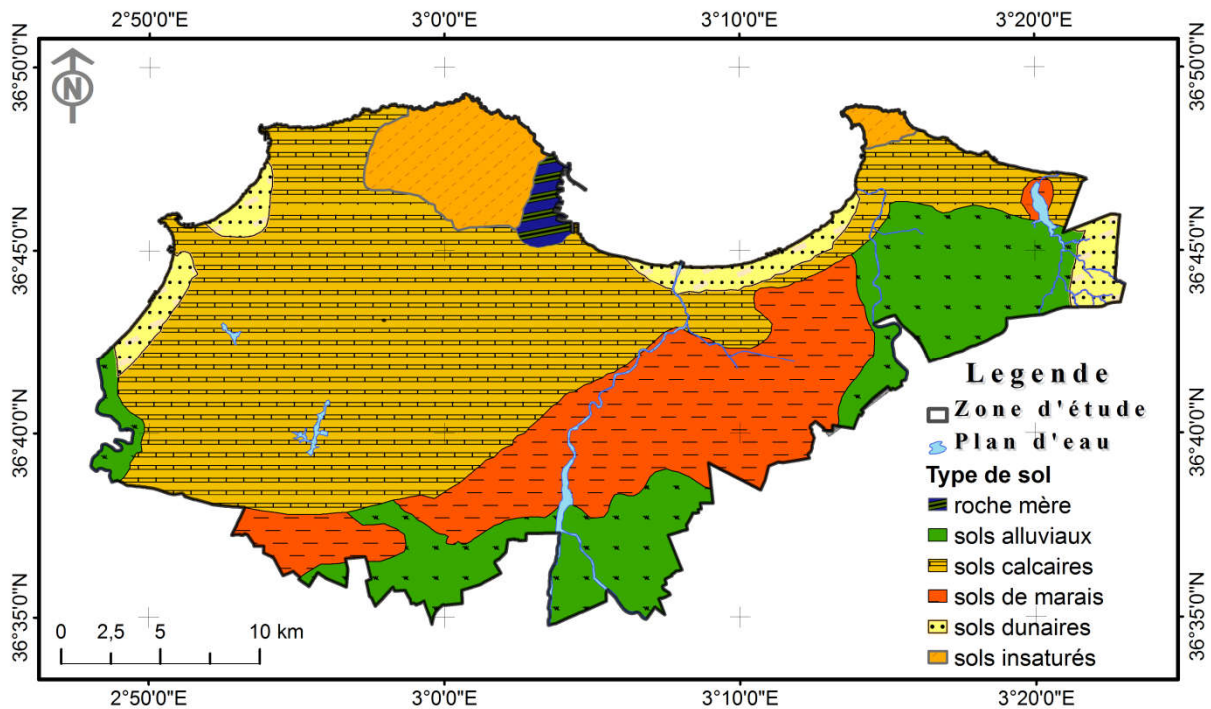 2°50'0"E 3°0'0"E 3°10'0"E 3°20'0"E
36°50'0"N 36°50'0"N
N
36°45'0"N 36°45'0"N
Legende
Zone d'étude
36°40'0"N 36°40'0"N
Plan d'eau
Type de sol
roche mère
sols alluviaux
sols calcaires
sols de marais
36°35'0"N 36°35'0"N
0 2,5 5 10 km
sols dunaires
sols insaturés
2°50'0"E 3°0'0"E 3°10'0"E 3°20'0"E